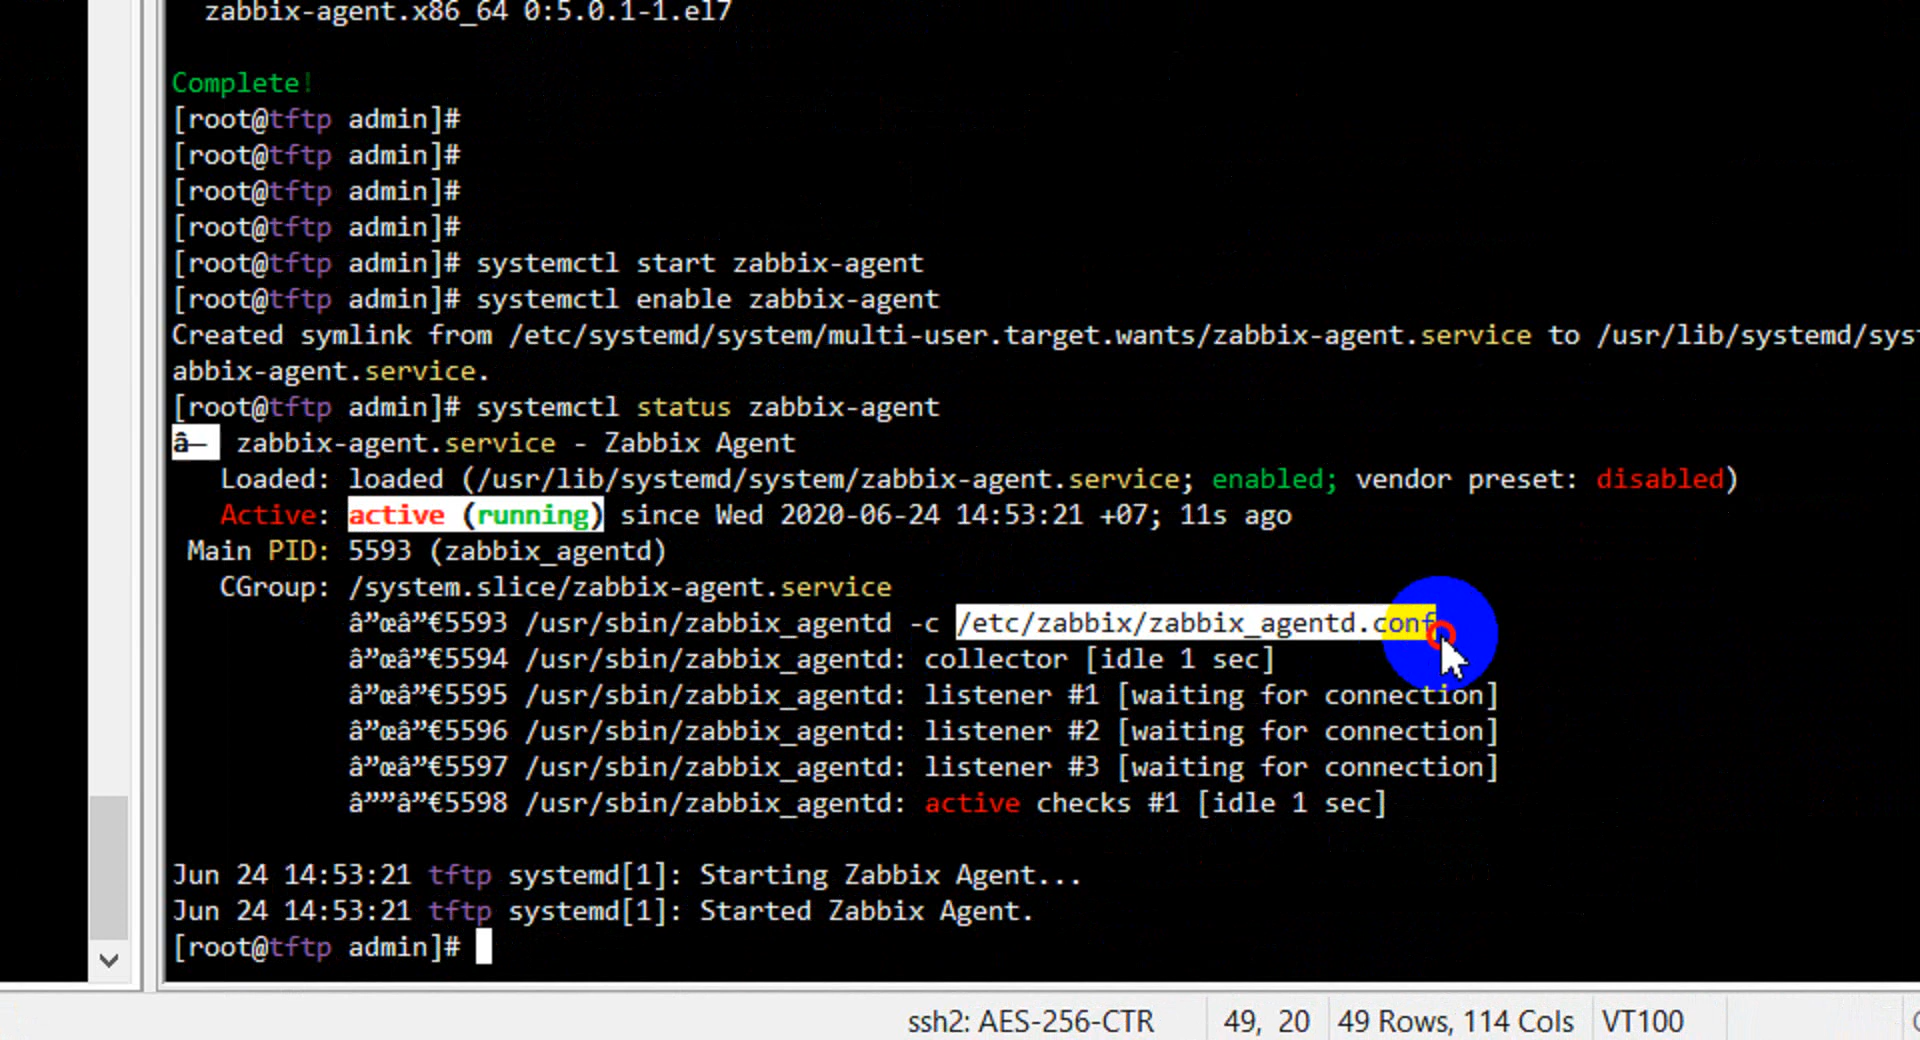 zabbix-agent.x86_64 0:5.0.1-1.el7
Complete!
[root@tftp admin]#
[root@tftp admin]#
[root@tftp admin]#
[root@tftp admin]#
[root@tftp admin]# systemctl start zabbix-agent
[root@tftp admin]# systemctl enable zabbix-agent
Created symlink from /etc/systemd/system/multi-user.target.wants/zabbix-agent.service to /usr/lib/systemd/sys
abbix-agent.service.
[root@tftp admin]# systemctl status zabbix-agent
â— zabbix-agent.service - Zabbix Agent
Loaded: loaded (/usr/lib/systemd/system/zabbix-agent.service; enabled; vendor preset: disabled)
Active: active (running) since Wed 2020-06-24 14:53:21 +07; 11s ago
Main PID: 5593 (zabbix_agentd)
CGroup: /system.slice/zabbix-agent.service
â”œâ”€5593 /usr/sbin/zabbix_agentd -c /etc/zabbix/zabbix_agentd.conf
â”œâ”€5594 /usr/sbin/zabbix_agentd: collector [idle 1 sec]
â”œâ”€5595 /usr/sbin/zabbix_agentd: listener #1 [waiting for connection]
â”œâ”€5596 /usr/sbin/zabbix_agentd: listener #2 [waiting for connection]
â”œâ”€5597 /usr/sbin/zabbix_agentd: listener #3 [waiting for connection]
â””â”€5598 /usr/sbin/zabbix_agentd: active checks #1 [idle 1 sec]
Jun 24 14:53:21 tftp systemd[1]: Starting Zabbix Agent...
Jun 24 14:53:21 tftp systemd[1]: Started Zabbix Agent.
[root@tftp admin]#
ssh2: AES-256-CTR 49, 20 49 Rows, 114 Cols VT100